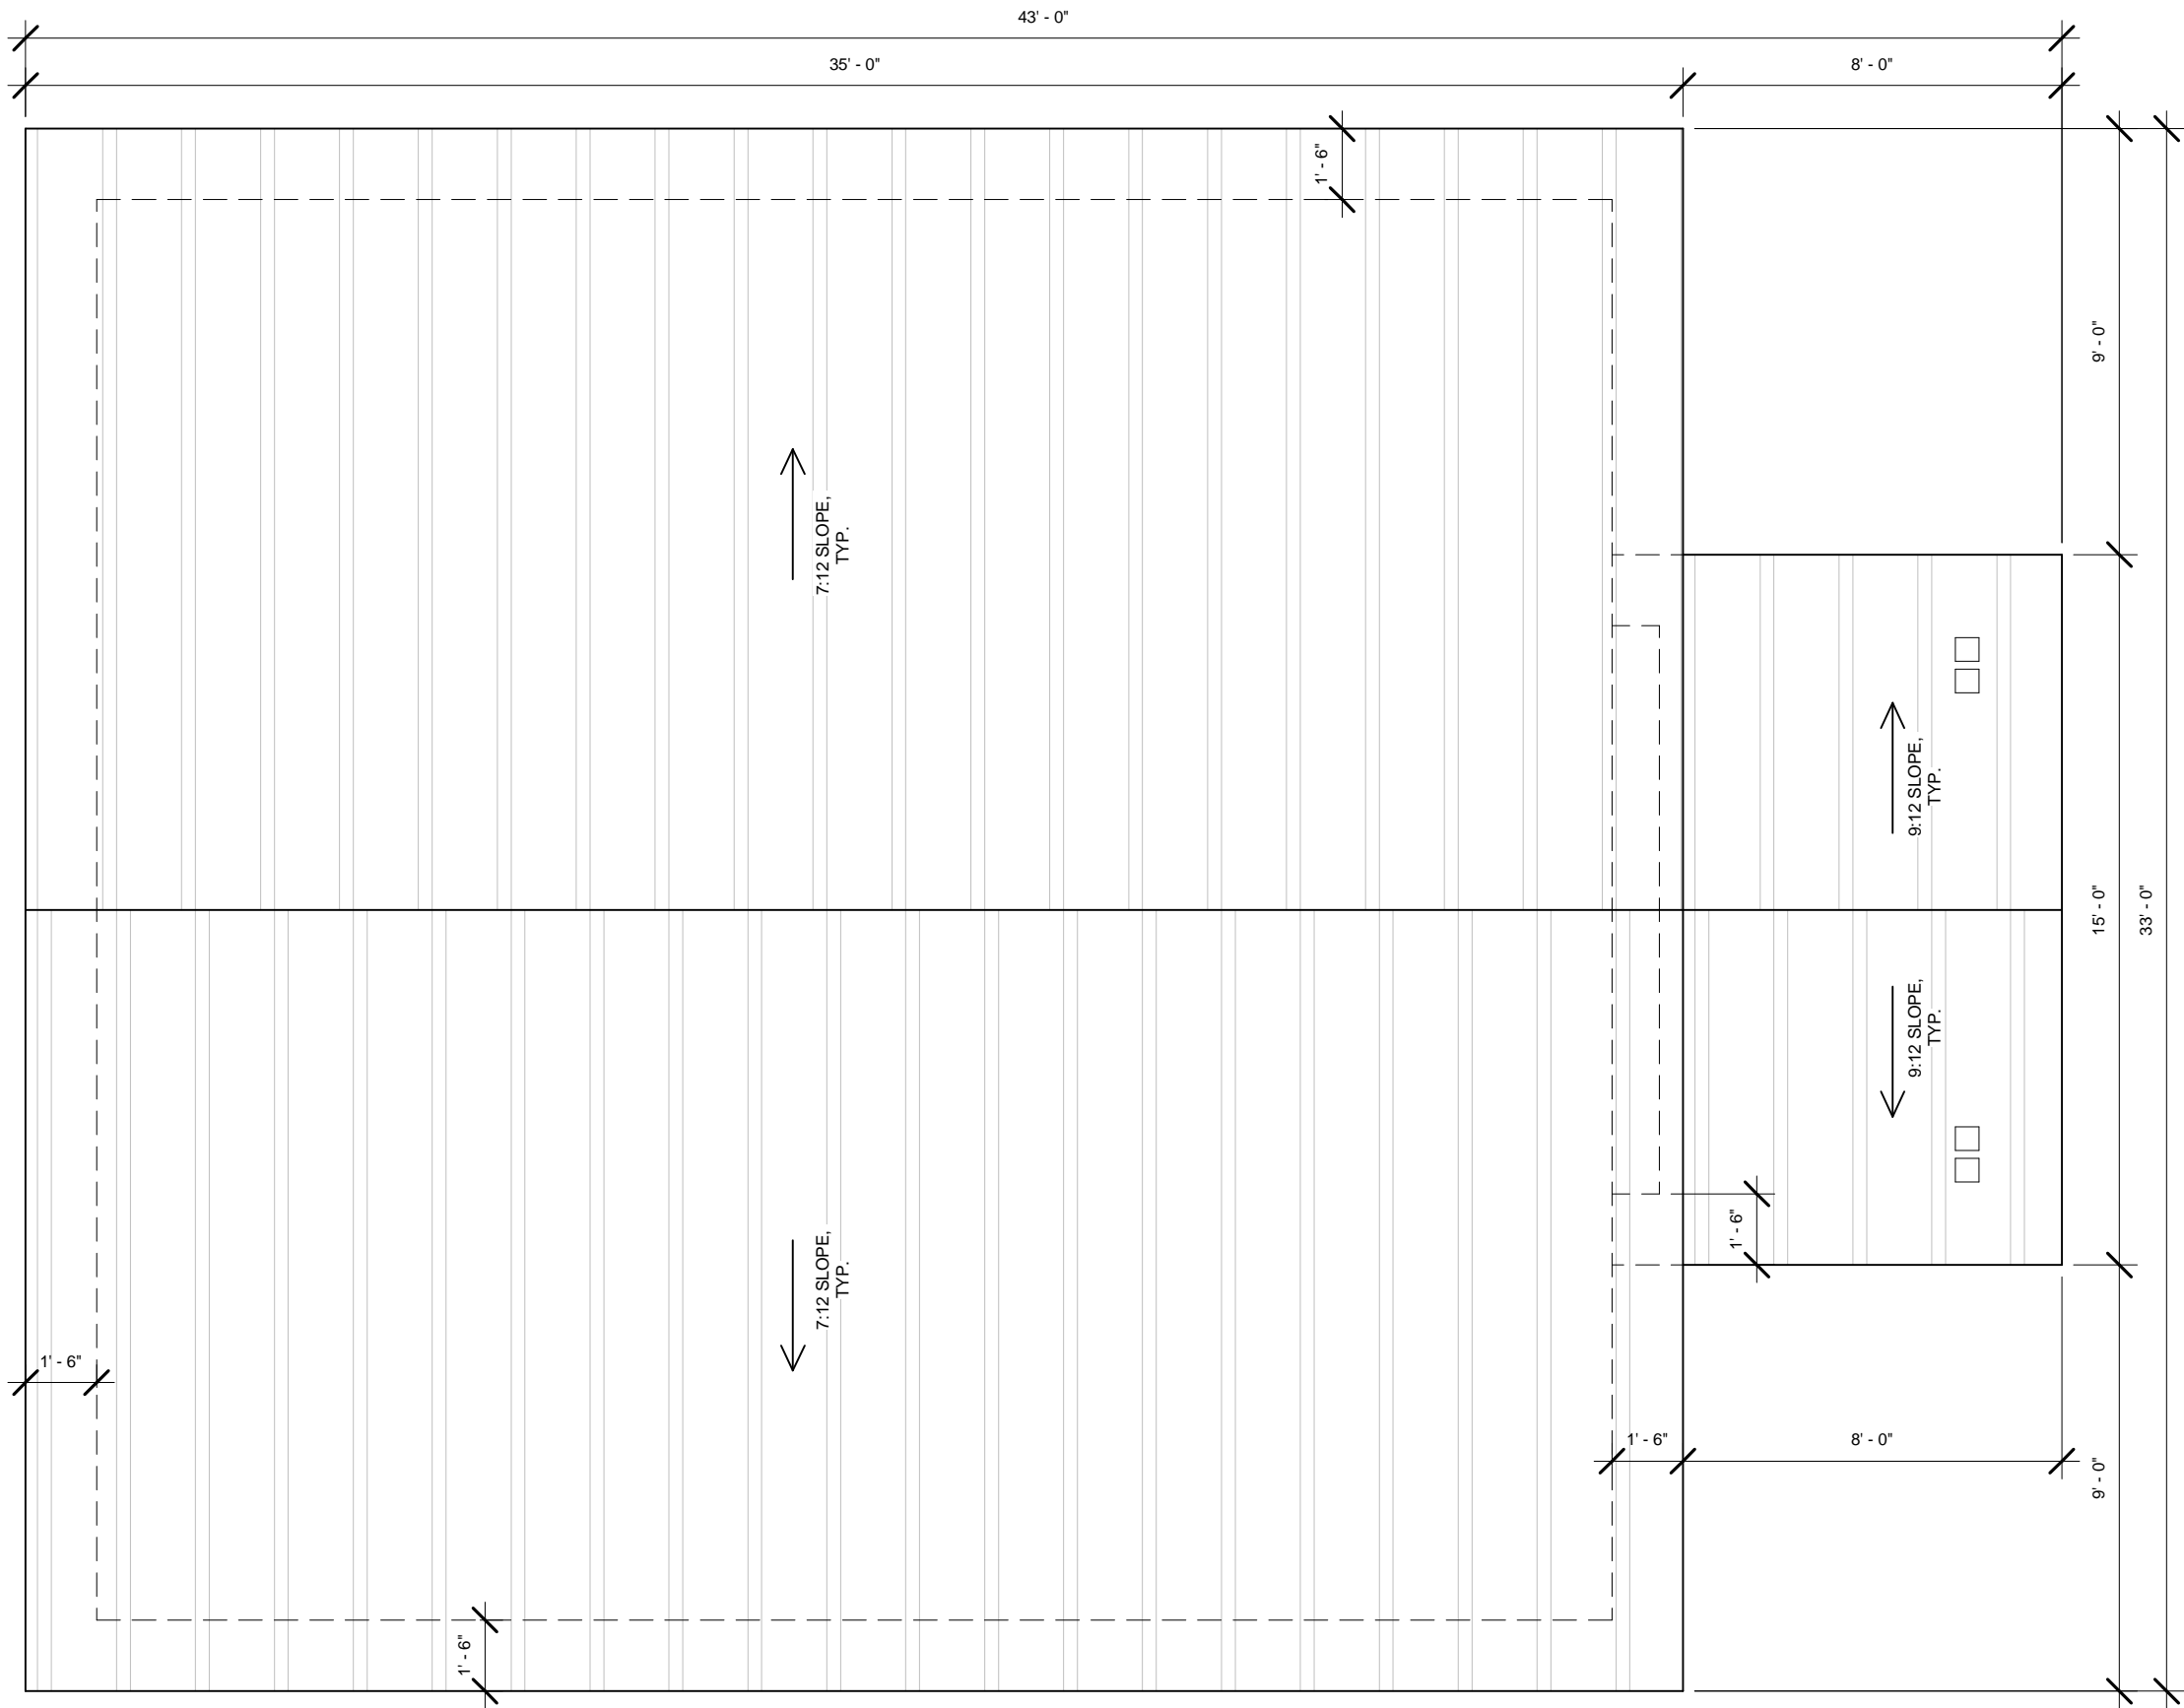 43' - 0"
35' - 0"
8' - 0"
1' - 6"
9' - 0"
7:12 SLOPE,
TYP.
9:12 SLOPE,
TYP.
15' - 0"
33' - 0"
9:12 SLOPE,
TYP.
1' - 6"
7:12 SLOPE,
TYP.
1' - 6"
1' - 6"
8' - 0"
9' - 0"
1' - 6"